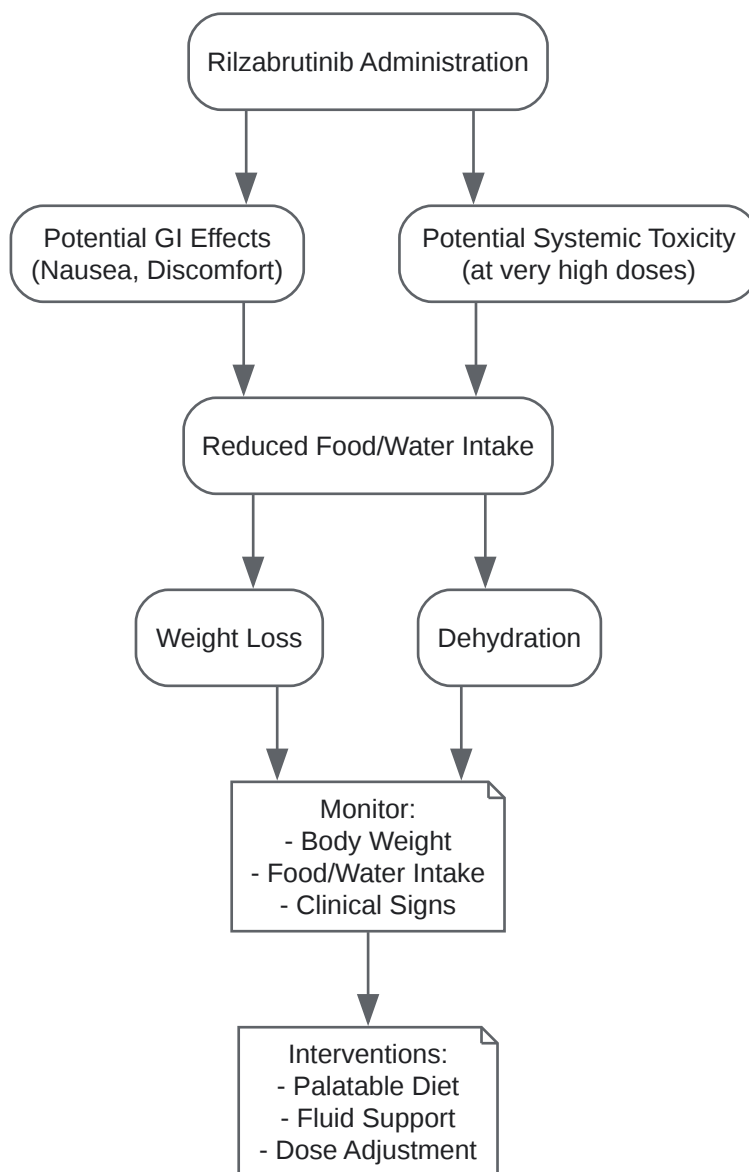 Rilzabrutinib Administration
Potential GI Effects
(Nausea, Discomfort)
Potential Systemic Toxicity
(at very high doses)
Reduced Food/Water Intake
Weight Loss
Dehydration
Monitor:
- Body Weight
- Food/Water Intake
- Clinical Signs
Interventions:
- Palatable Diet
- Fluid Support
- Dose Adjustment